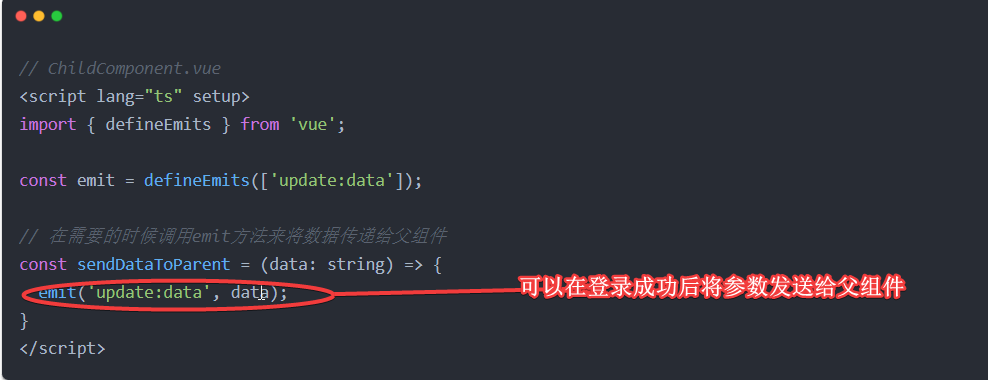 // ChildComponent.vue
<script lang="ts" setup>
import { defineEmits } from 'vue';
const emit = defineEmits(['update:data']);
// 在需要的时候调用emit方法来将数据传递给父组件
const sendDataToParent = (data: string) => {
emit('update:data', data);
可以在登录成功后将参数发送给父组件
}
</script>